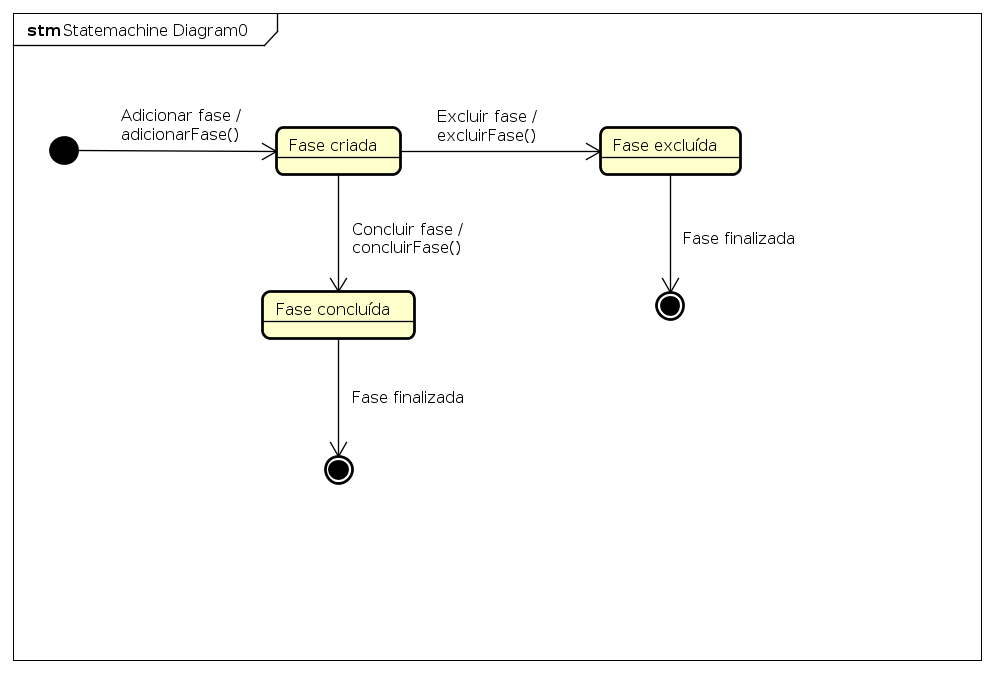 stm Statemachine Diagram0
Adicionar fase /
adicionarFase()
Excluir fase /
excluirFase()
Fase criada
Fase excluída
Concluir fase /
concluirFase()
Fase finalizada
Fase concluída
Fase finalizada